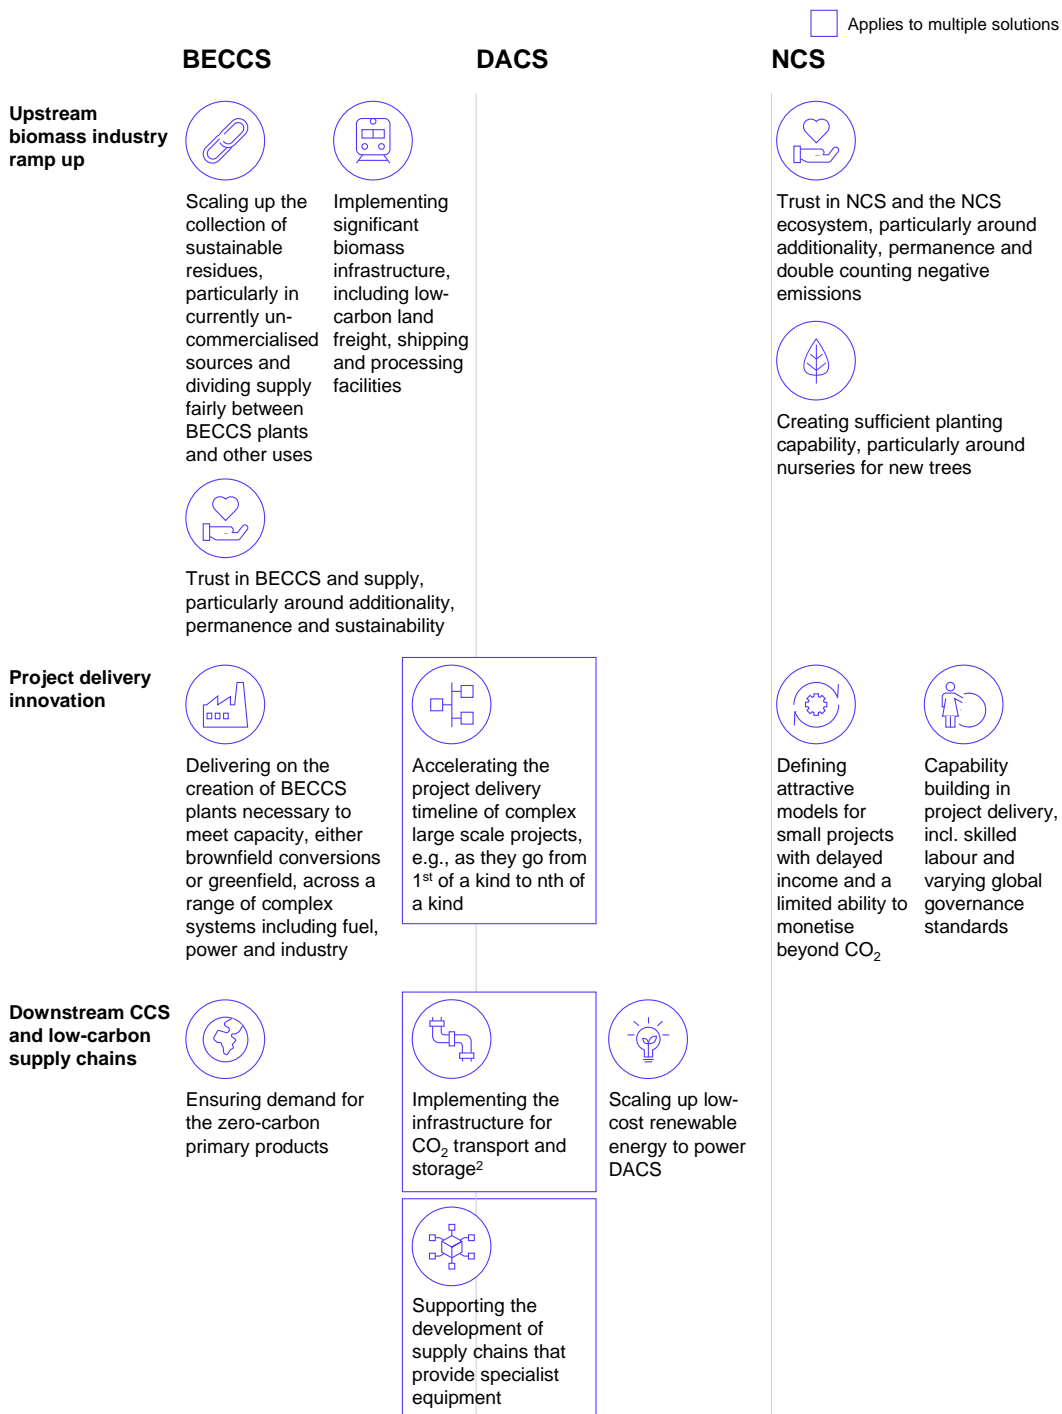 Applies to multiple solutions
BECCS
DACS
NCS
Upstream
biomass industry
ramp up
Scaling up the
collection of
sustainable
residues,
particularly in
currently un-
commercialised
sources and
dividing supply
fairly between
BECCS plants
and other uses
Implementing
significant
biomass
infrastructure,
including low-
carbon land
freight, shipping
and processing
facilities
Trust in NCS and the NCS
ecosystem, particularly around
additionality, permanence and
double counting negative
emissions
Creating sufficient planting
capability, particularly around
nurseries for new trees
Trust in BECCS and supply,
particularly around additionality,
permanence and sustainability
Project delivery
innovation
Delivering on the
creation of BECCS
plants necessary to
meet capacity, either
brownfield conversions
or greenfield, across a
range of complex
systems including fuel,
power and industry
Accelerating the
project delivery
timeline of complex
large scale projects,
e.g., as they go from
1st of a kind to nth of
a kind
Defining
attractive
models for
small projects
with delayed
income and a
limited ability to
monetise
beyond CO2
Capability
building in
project delivery,
incl. skilled
labour and
varying global
governance
standards
Downstream CCS
and low-carbon
supply chains
Ensuring demand for
the zero-carbon
primary products
Implementing the
infrastructure for
CO2 transport and
storage2
Scaling up low-
cost renewable
energy to power
DACS
Supporting the
development of
supply chains that
provide specialist
equipment